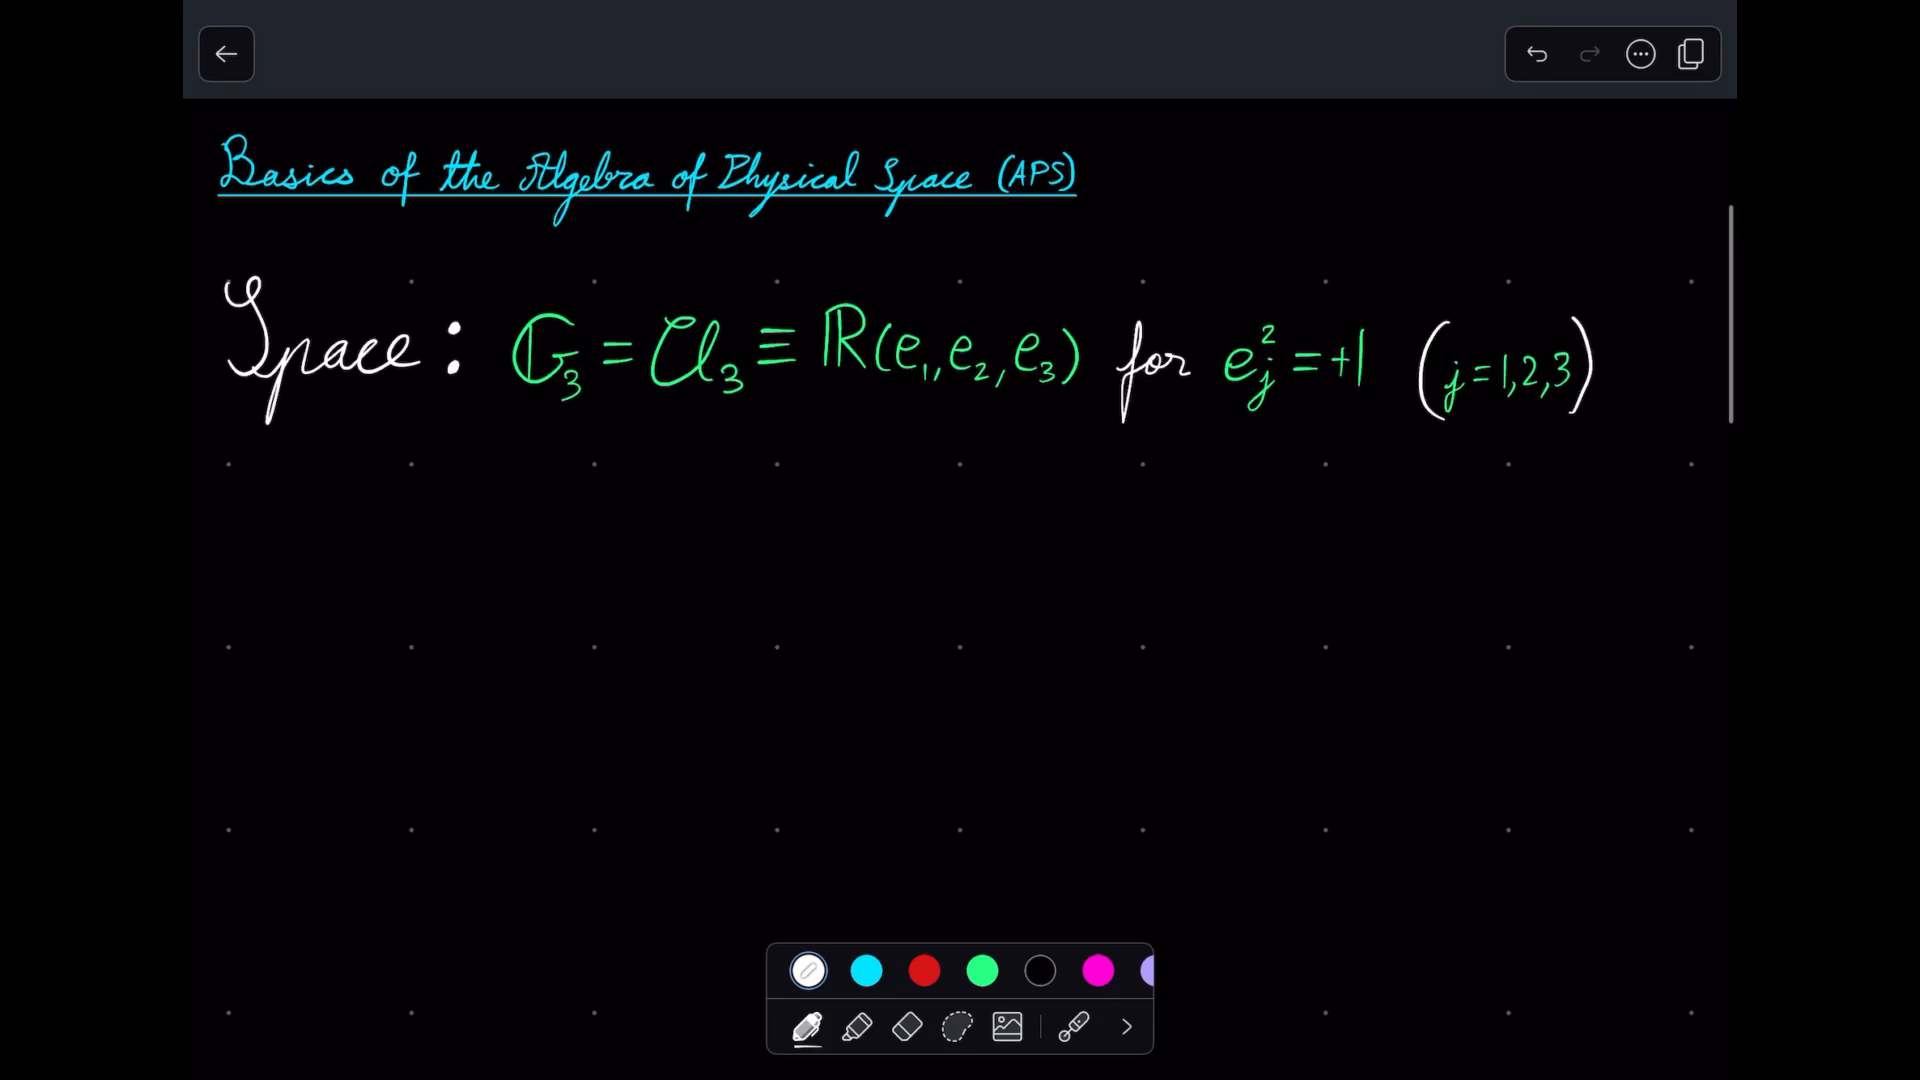 Basics of the Algebra of Physical Space (APS)
Space: 𝔾₃ = Cl₃ ≡ ℝ(e₁, e₂, e₃) for eⱼ² = +1 (j = 1,2,3)